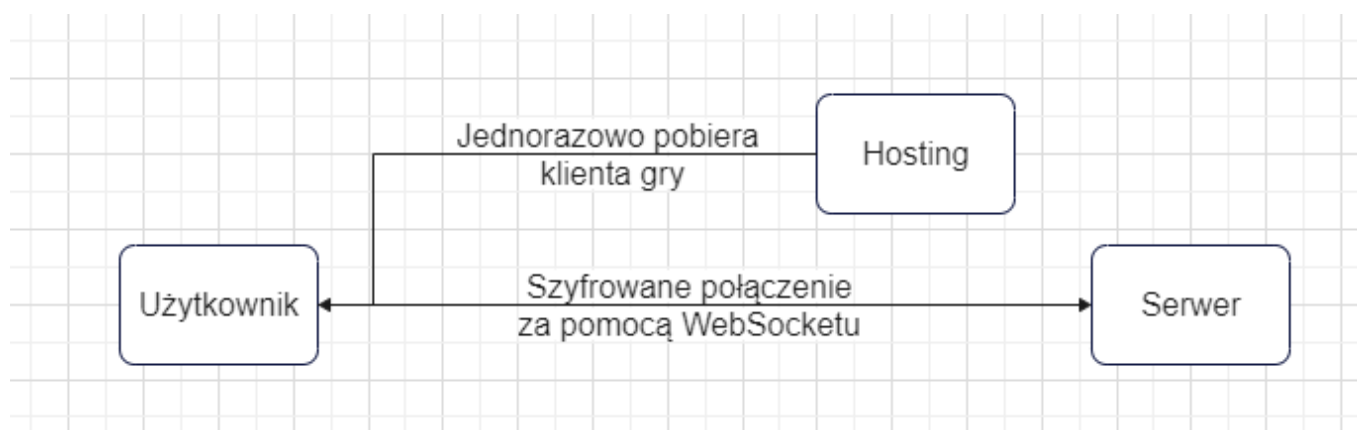 Jednorazowo pobiera
klienta gry
Hosting
Użytkownik
Szyfrowane połączenie
za pomocą WebSocketu
Serwer